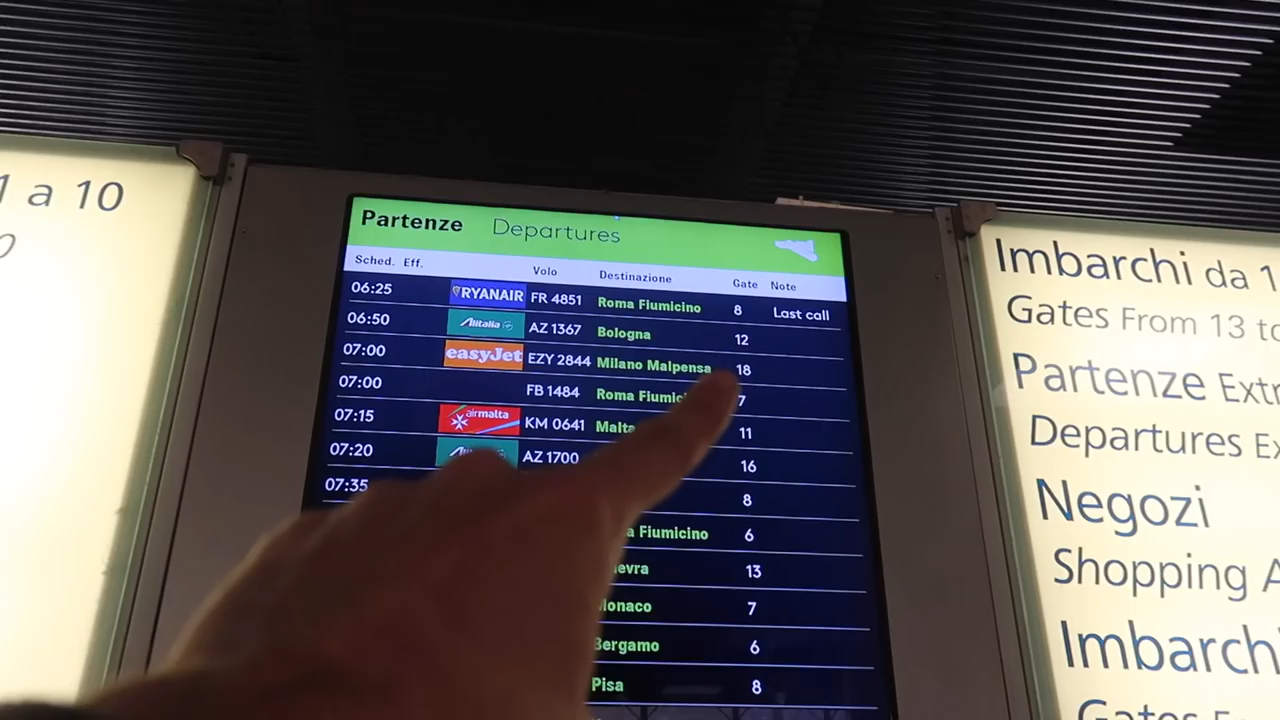 1 a 10
Partenze Departures
Sched. Eff. Volo Destinazione Gate Note
06:25 RYANAIR FR 4851 Roma Fiumicino 8 Last call
06:50 Alitalia AZ 1367 Bologna 12
07:00 easyJet EZY 2844 Milano Malpensa 18
07:00 FB 1484 Roma Fiumic 7
07:15 airmalta KM 0641 Malta 11
07:20 AZ 1700 16
07:35 8
a Fiumicino 6
evra 13
Monaco 7
Bergamo 6
Pisa 8
Imbarchi da 1
Gates From 13 to
Partenze Extr
Departures Ex
Negozi
Shopping A
Imbarchi
Gates F